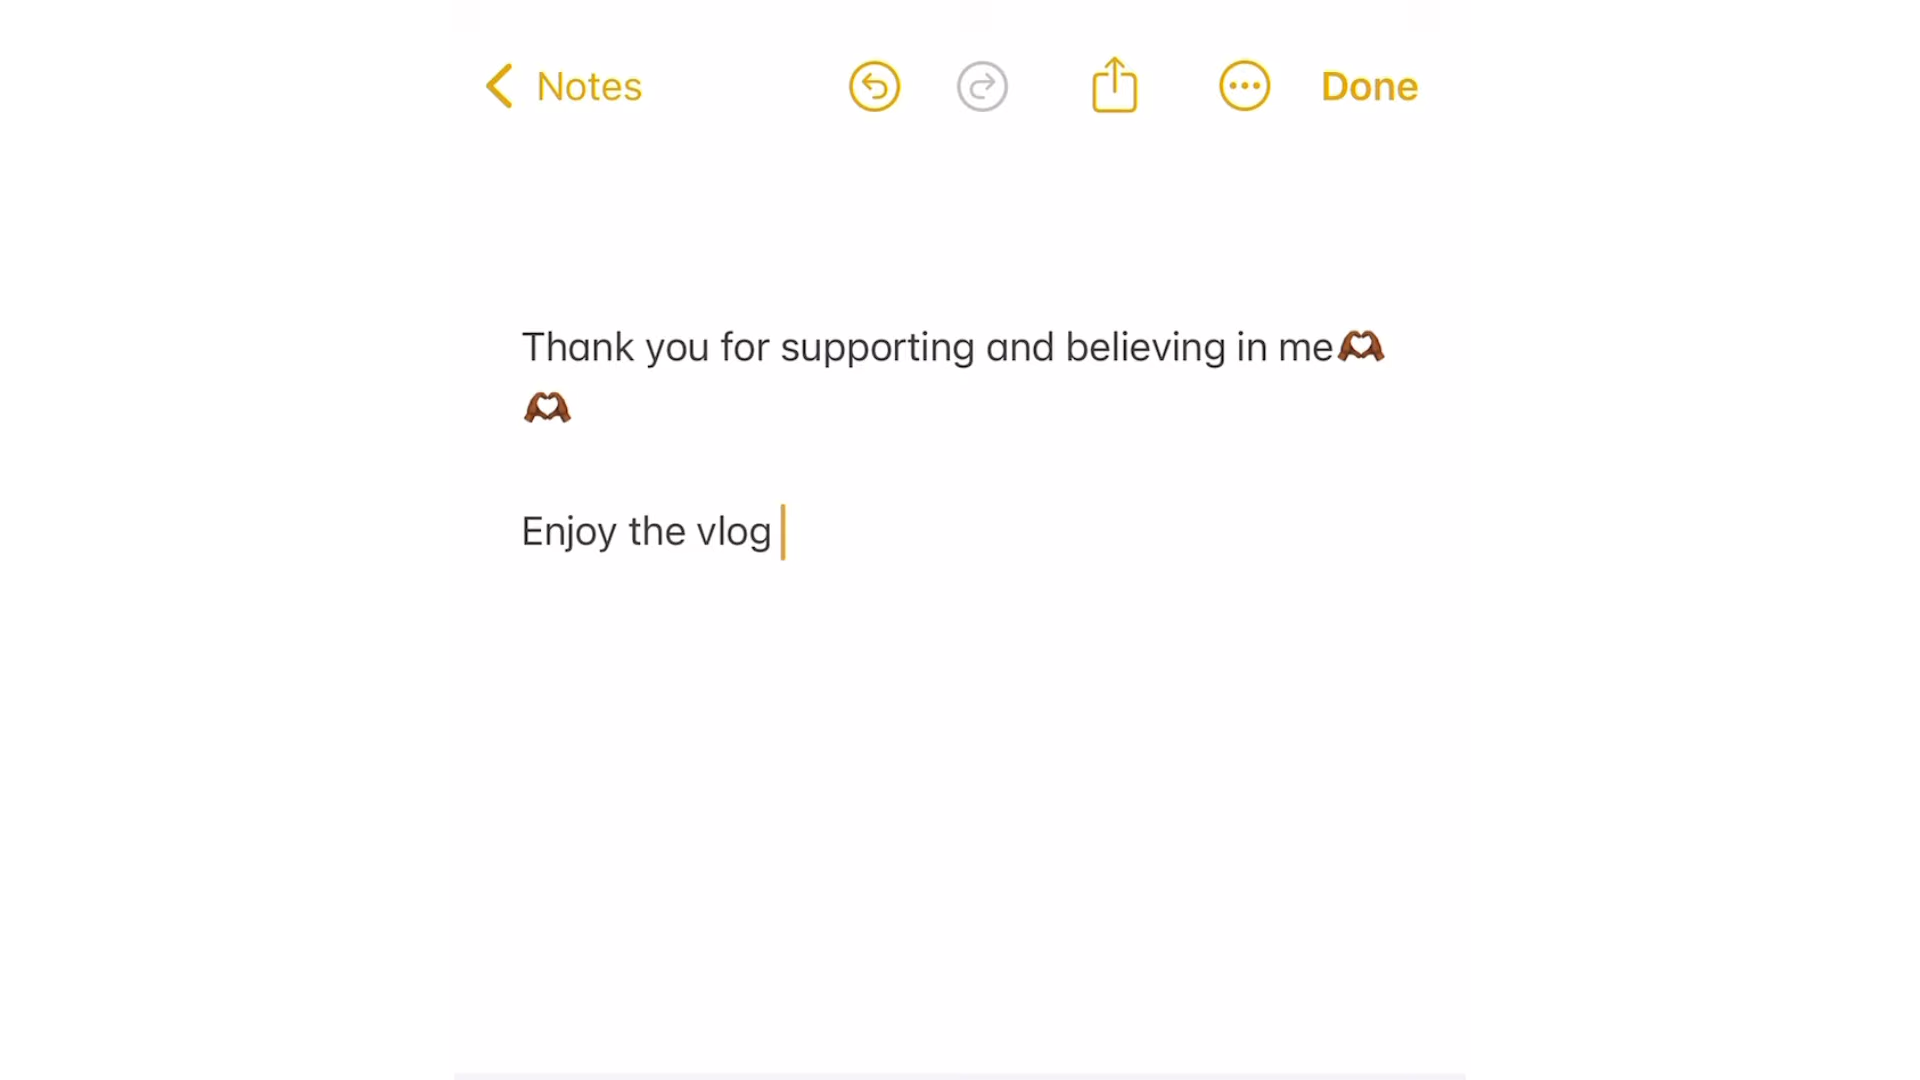 Notes
Done
Thank you for supporting and believing in me🫶🏾
🫶🏾
Enjoy the vlog